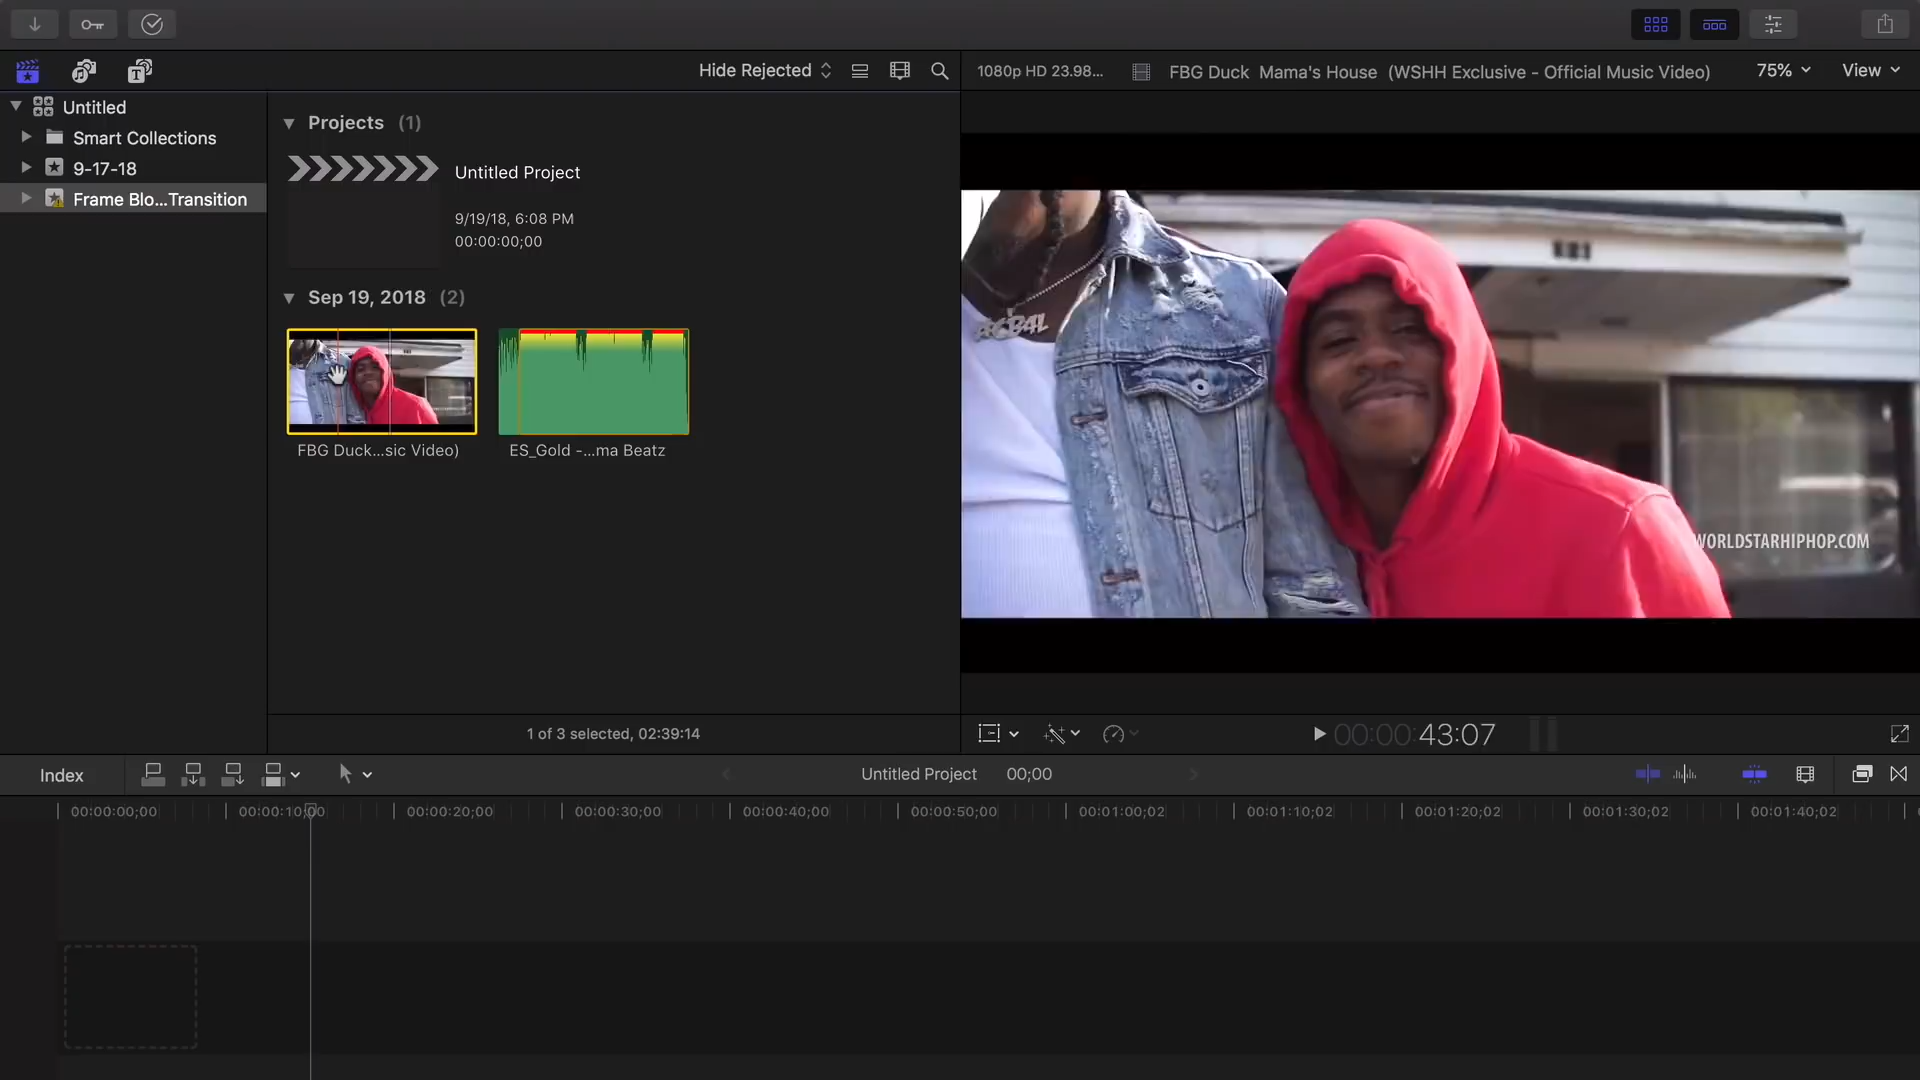 Hide Rejected
1080p HD 23.98...
FBG Duck Mama's House (WSHH Exclusive - Official Music Video)
75%
View
Untitled
Smart Collections
9-17-18
Frame Blo...Transition
Projects (1)
Untitled Project
9/19/18, 6:08 PM
00:00:00;00
Sep 19, 2018 (2)
FBG Duck...sic Video)
ES_Gold -...ma Beatz
WORLDSTARHIPHOP.COM
1 of 3 selected, 02:39:14
00:00:43:07
Index
Untitled Project
00;00
00:00:00;00
00:00:10;00
00:00:20;00
00:00:30;00
00:00:40;00
00:00:50;00
00:01:00;02
00:01:10;02
00:01:20;02
00:01:30;02
00:01:40;02